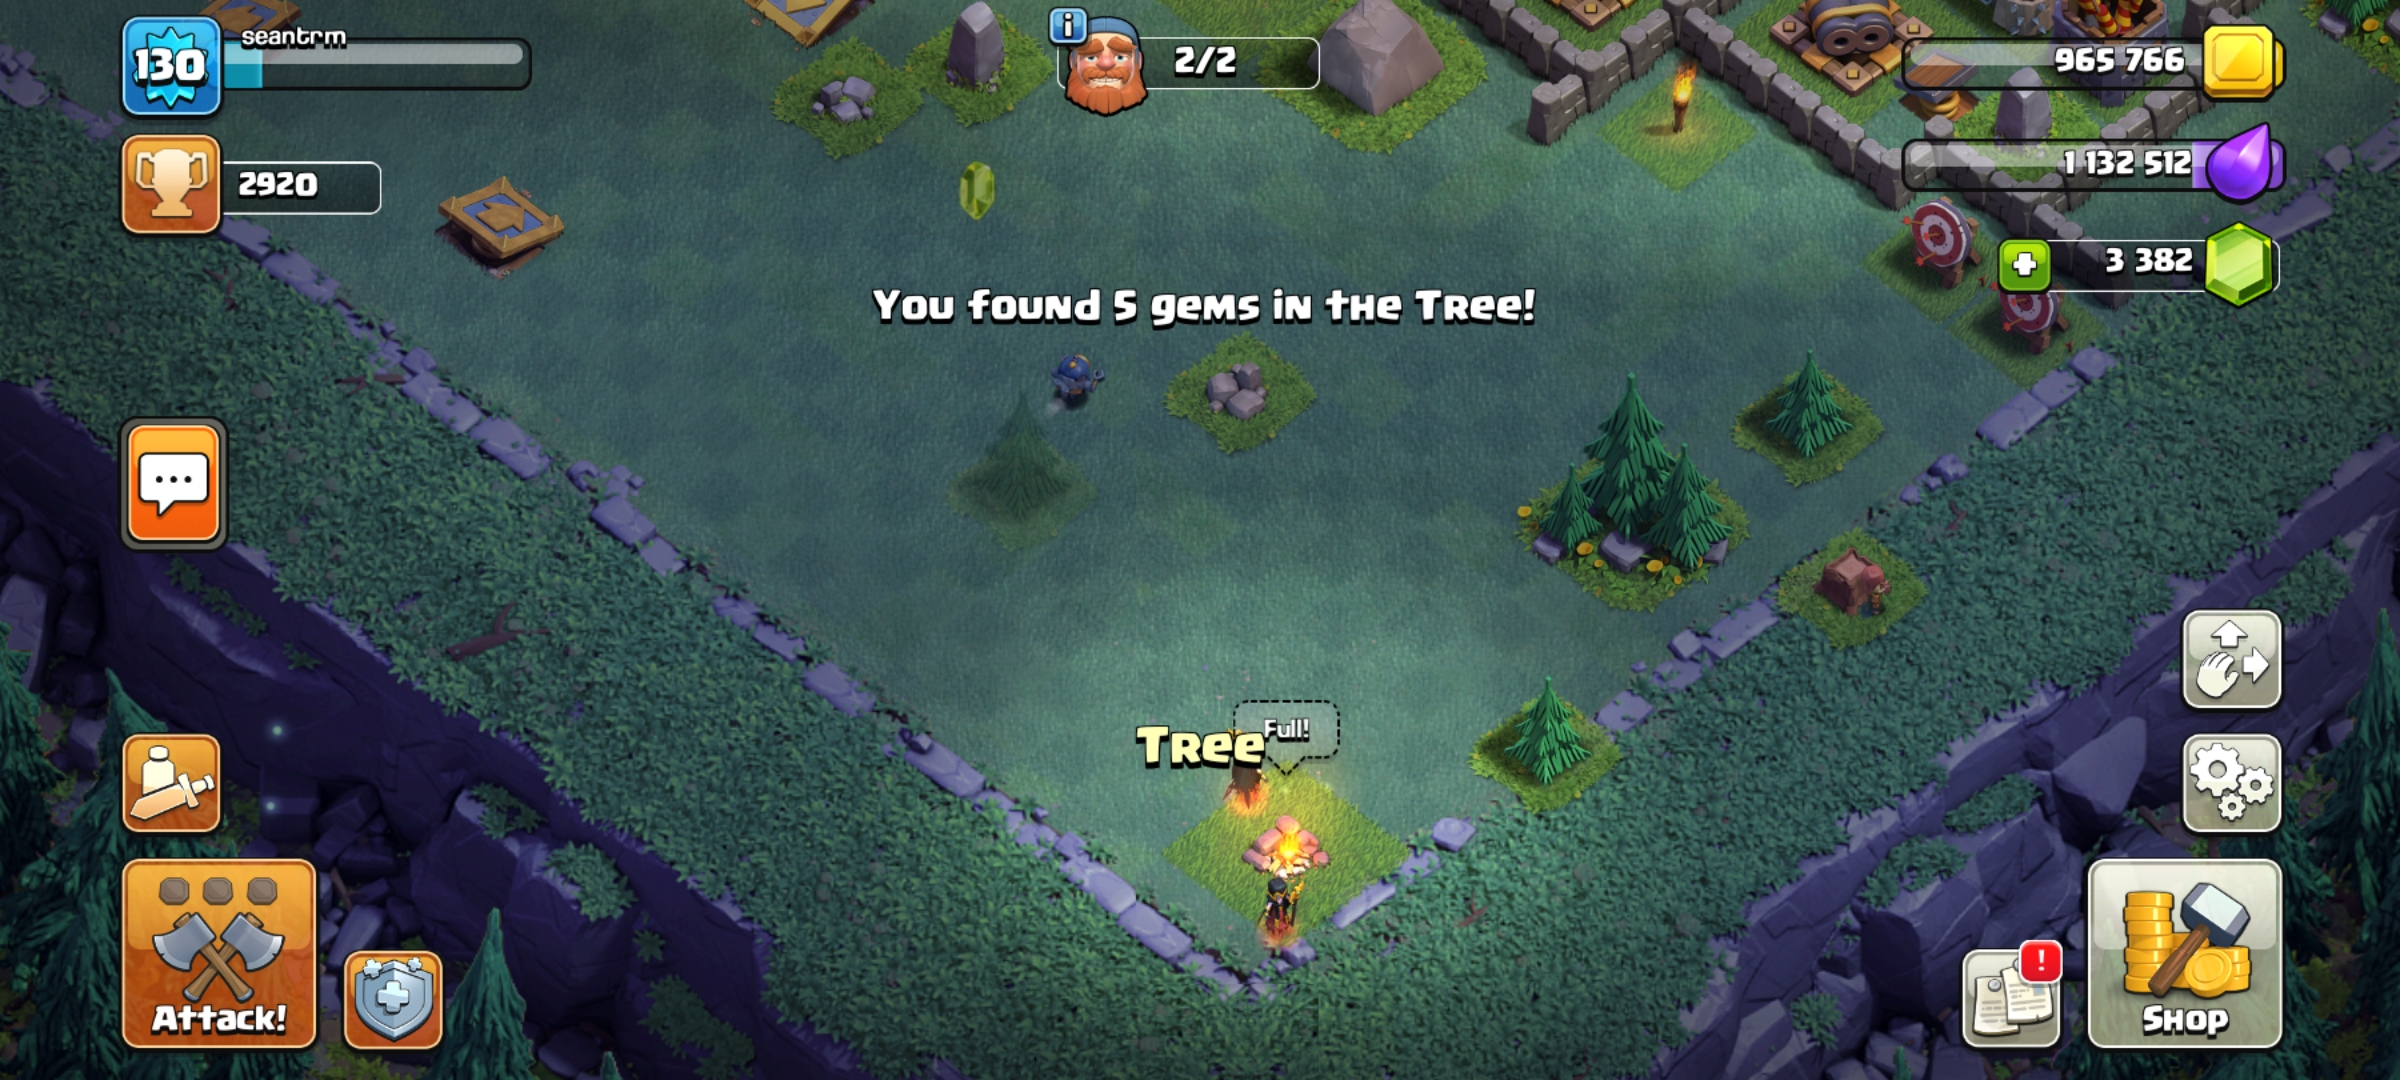 130
seantrm
2/2
965 766
2920
1 132 512
3 382
You found 5 gems in the Tree!
Full!
Tree
Attack!
Shop